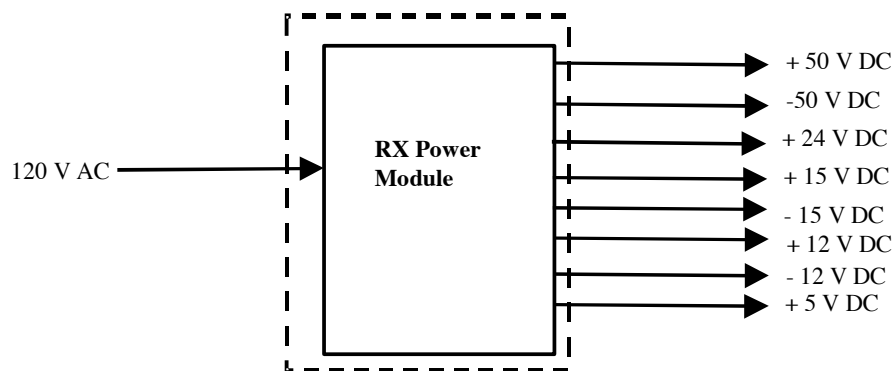 120 V AC
RX Power
Module
+ 50 V DC
-50 V DC
+ 24 V DC
+ 15 V DC
- 15 V DC
+ 12 V DC
- 12 V DC
+ 5 V DC